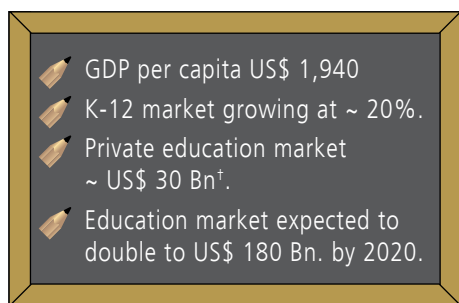 GDP per capita US$ 1,940
K-12 market growing at ~ 20%.
Private education market
~ US$ 30 Bn†.
Education market expected to
double to US$ 180 Bn. by 2020.